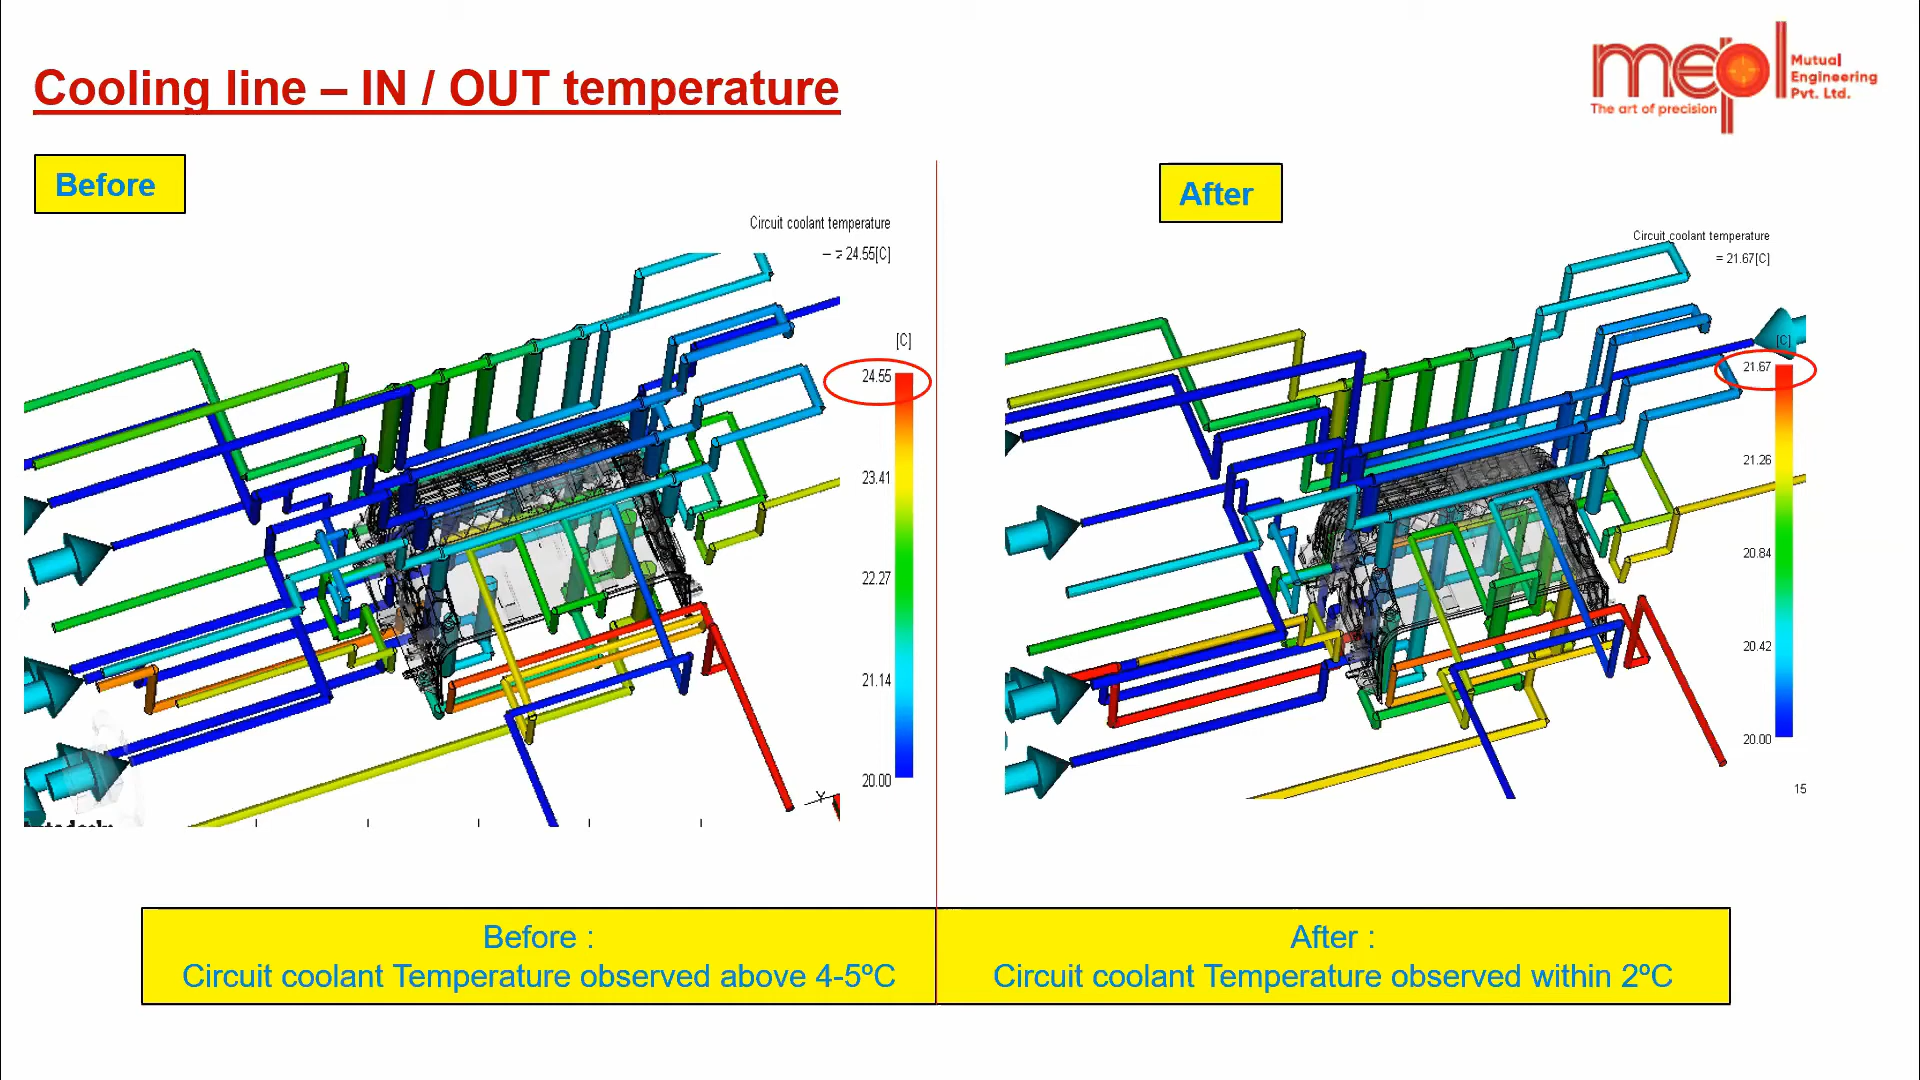 Cooling line – IN / OUT temperature
mepl
Mutual
Engineering
Pvt. Ltd.
The art of precision
Before
Circuit coolant temperature
= 24.55[C]
[C]
24.55
23.41
22.27
21.14
20.00
Y
After
Circuit coolant temperature
= 21.67[C]
[C]
21.67
21.26
20.84
20.42
20.00
15
Before :
Circuit coolant Temperature observed above 4-5ºC
After :
Circuit coolant Temperature observed within 2ºC